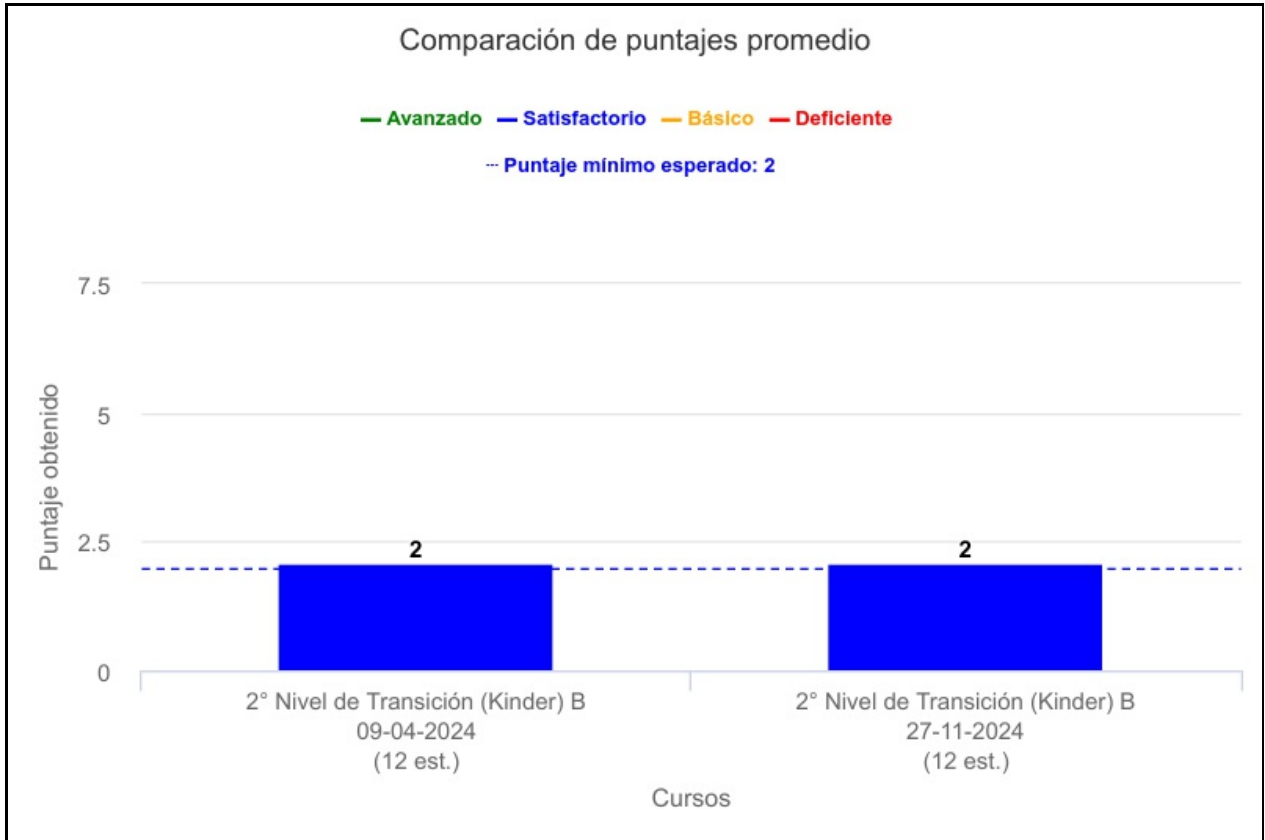 Comparación de puntajes promedio
— Avanzado — Satisfactorio — Básico — Deficiente
--- Puntaje mínimo esperado: 2
7.5
5
2.5
0
Puntaje obtenido
2
2
2° Nivel de Transición (Kinder) B
09-04-2024
(12 est.)
2° Nivel de Transición (Kinder) B
27-11-2024
(12 est.)
Cursos